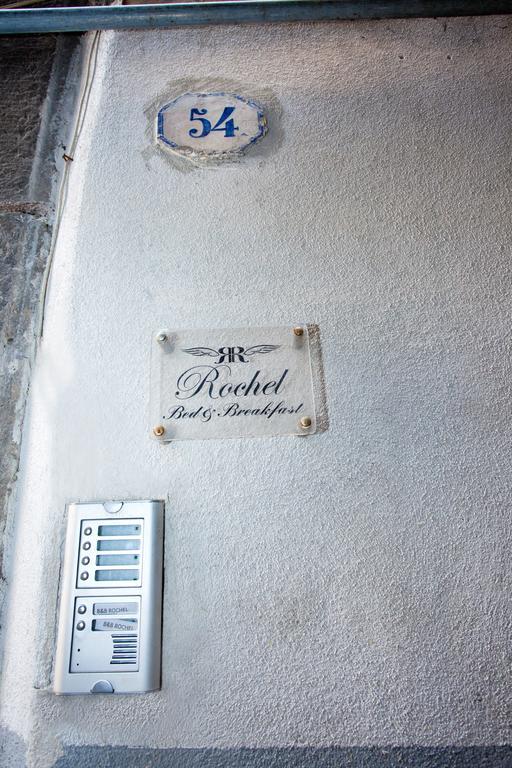 54
RR
Rochel
Bed & Breakfast
B&B ROCHEL
B&B ROCHEL